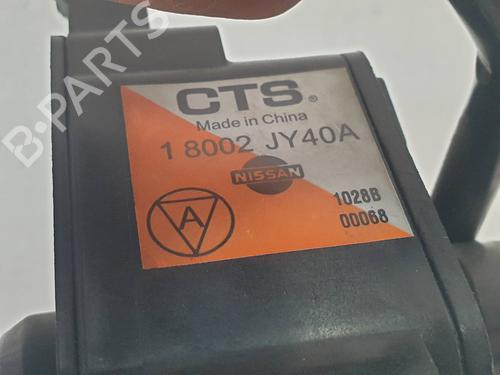 CTS®
Made in China
1 8002 JY40A
NISSAN
1028B
00068
A
B-PARTS